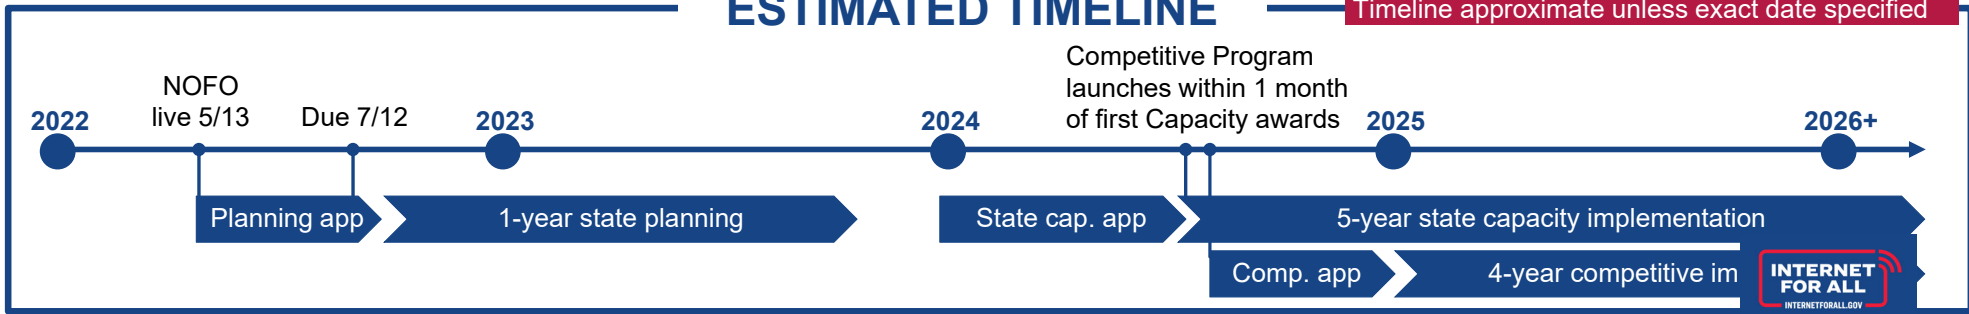 ESTIMATED TIMELINE
Timeline approximate unless exact date specified
2022
NOFO
live 5/13
Due 7/12
2023
2024
Competitive Program
launches within 1 month
of first Capacity awards
2025
2026+
Planning app
1-year state planning
State cap. app
5-year state capacity implementation
Comp. app
4-year competitive im
INTERNET
FOR ALL
INTERNETFORALL.GOV